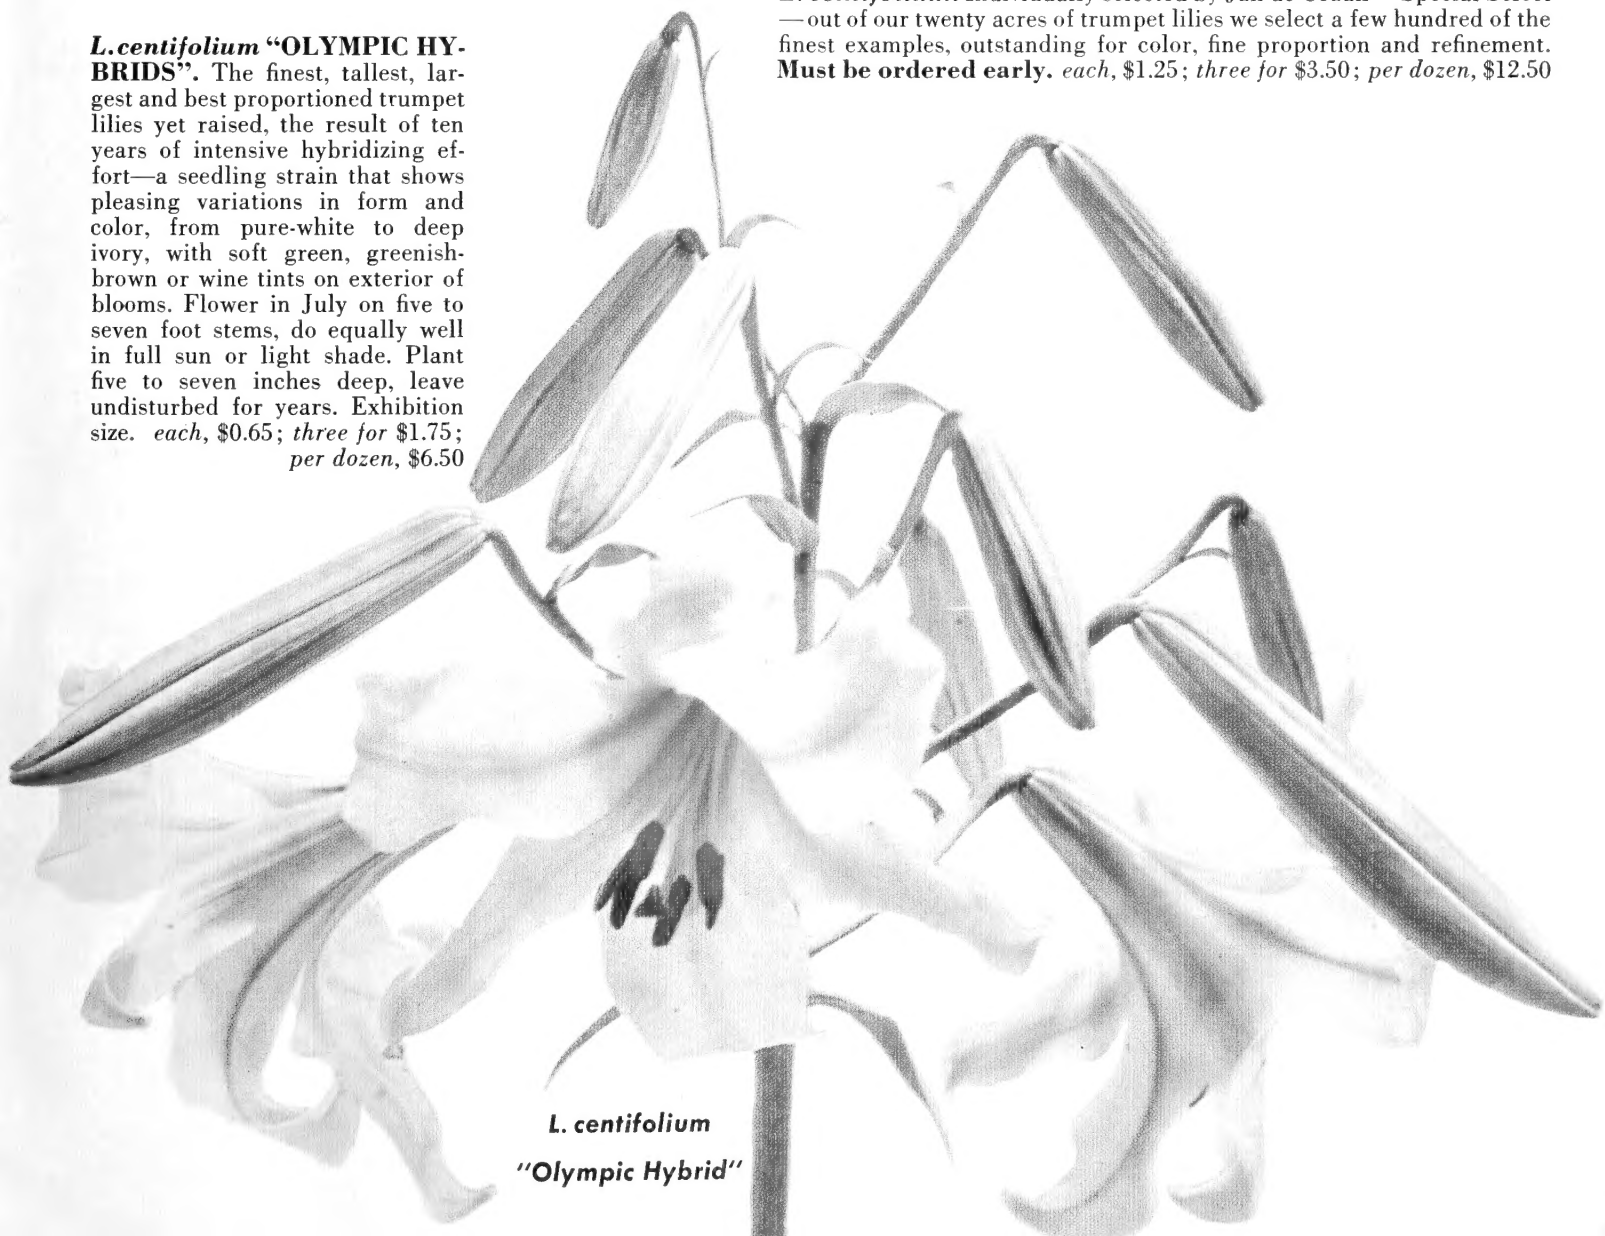 L. centifolium “OLYMPIC HY-
BRIDS”. The finest, tallest, lar-
gest and best proportioned trumpet
lilies yet raised, the result of ten
years of intensive hybridizing ef-
fort—a seedling strain that shows
pleasing variations in form and
color, from pure-white to deep
ivory, with soft green, greenish-
brown or wine tints on exterior of
blooms. Flower in July on five to
seven foot stems, do equally well
in full sun or light shade. Plant
five to seven inches deep, leave
undisturbed for years. Exhibition
size. each, $0.65; three for $1.75;
per dozen, $6.50
—out of our twenty acres of trumpet lilies we select a few hundred of the
finest examples, outstanding for color, fine proportion and refinement.
Must be ordered early. each, $1.25; three for $3.50; per dozen, $12.50
L. centifolium
"Olympic Hybrid"